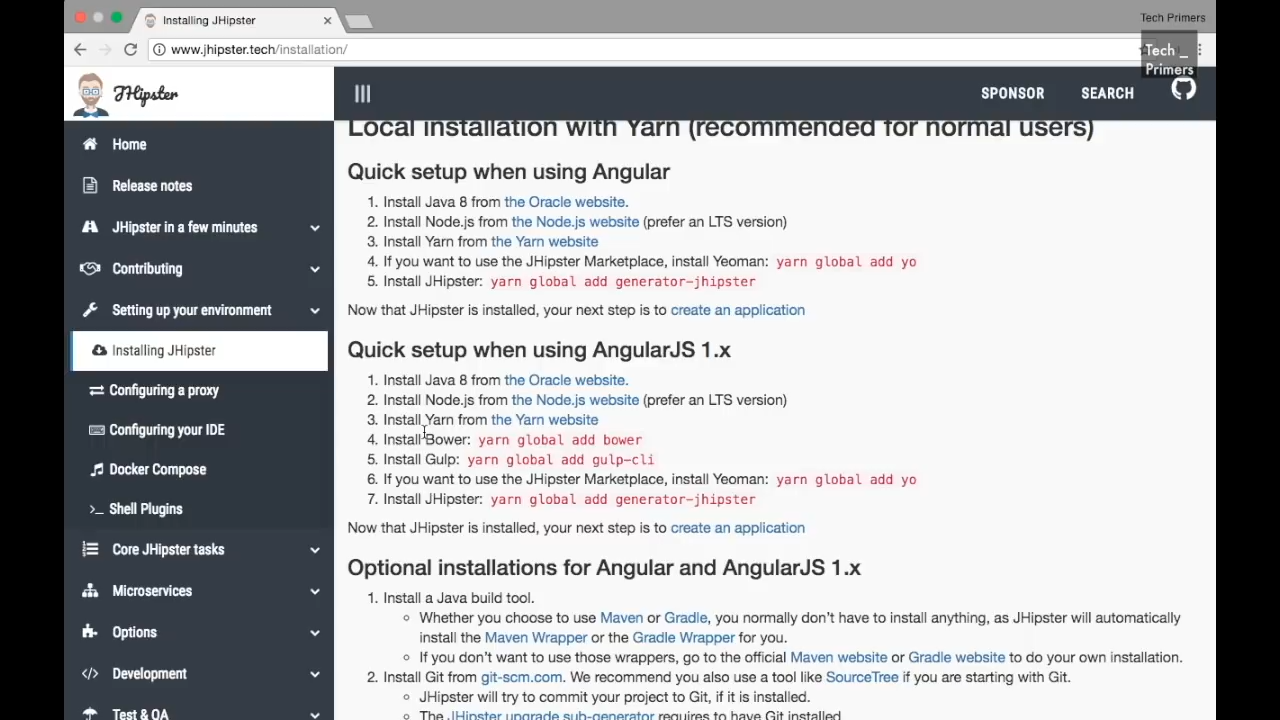 Installing JHipster
Tech Primers
www.jhipster.tech/installation/
Tech _
Primers
JHipster
SPONSOR
SEARCH
Home
Release notes
JHipster in a few minutes
Contributing
Setting up your environment
Installing JHipster
Configuring a proxy
Configuring your IDE
Docker Compose
Shell Plugins
Core JHipster tasks
Microservices
Options
Development
Test & QA
Local installation with Yarn (recommended for normal users)
Quick setup when using Angular
1. Install Java 8 from the Oracle website.
2. Install Node.js from the Node.js website (prefer an LTS version)
3. Install Yarn from the Yarn website
4. If you want to use the JHipster Marketplace, install Yeoman: yarn global add yo
5. Install JHipster: yarn global add generator-jhipster
Now that JHipster is installed, your next step is to create an application
Quick setup when using AngularJS 1.x
1. Install Java 8 from the Oracle website.
2. Install Node.js from the Node.js website (prefer an LTS version)
3. Install Yarn from the Yarn website
4. Install Bower: yarn global add bower
5. Install Gulp: yarn global add gulp-cli
6. If you want to use the JHipster Marketplace, install Yeoman: yarn global add yo
7. Install JHipster: yarn global add generator-jhipster
Now that JHipster is installed, your next step is to create an application
Optional installations for Angular and AngularJS 1.x
1. Install a Java build tool.
Whether you choose to use Maven or Gradle, you normally don't have to install anything, as JHipster will automatically
install the Maven Wrapper or the Gradle Wrapper for you.
If you don't want to use those wrappers, go to the official Maven website or Gradle website to do your own installation.
2. Install Git from git-scm.com. We recommend you also use a tool like SourceTree if you are starting with Git.
JHipster will try to commit your project to Git, if it is installed.
The JHipster upgrade sub-generator requires to have Git installed.